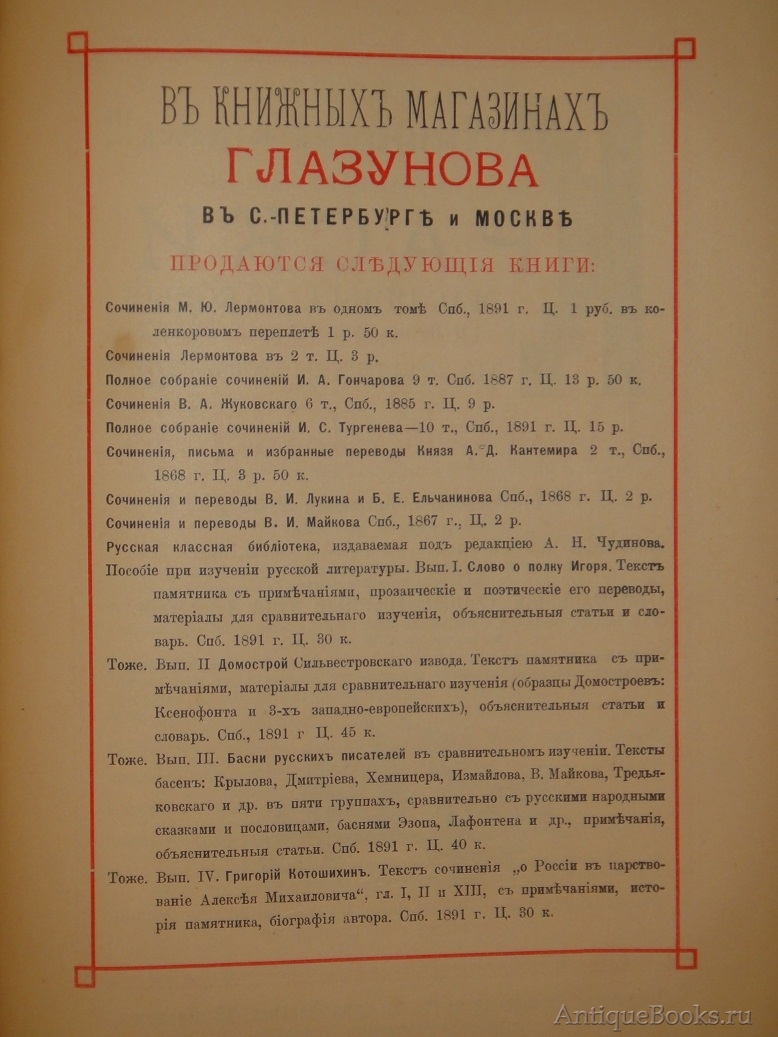 ВЪ КНИЖНЫХЪ МАГАЗИНАХЪ
ГЛАЗУНОВА
ВЪ С.-ПЕТЕРБУРГѢ и МОСКВѢ
ПРОДАЮТСЯ СЛѢДУЮЩІЯ КНИГИ:
Сочиненія М. Ю. Лермонтова въ одномъ томѣ Спб., 1891 г. Ц. 1 руб. въ ко-
ленкоровомъ переплетѣ 1 р. 50 к.
Сочиненія Лермонтова въ 2 т. Ц. 3 р.
Полное собраніе сочиненій И. А. Гончарова 9 т. Спб. 1887 г. Ц. 13 р. 50 к.
Сочиненія В. А. Жуковскаго 6 т., Спб., 1885 г. Ц. 9 р.
Полное собраніе сочиненій И. С. Тургенева—10 т., Спб., 1891 г. Ц. 15 р.
Сочиненія, письма и избранные переводы Князя А. Д. Кантемира 2 т., Спб.,
1868 г. Ц. 3 р. 50 к.
Сочиненія и переводы В. И. Лукина и Б. Е. Ельчанинова Спб., 1868 г. Ц. 2 р.
Сочиненія и переводы В. И. Майкова Спб., 1867 г., Ц. 2 р.
Русская классная библіотека, издаваемая подъ редакціею А. Н. Чудинова.
Пособіе при изученіи русской литературы. Вып. I. Слово о полку Игоря. Текстъ
памятника съ примѣчаніями, прозаическіе и поэтическіе его переводы,
матеріалы для сравнительнаго изученія, объяснительныя статьи и сло-
варь. Спб. 1891 г. Ц. 30 к.
Тоже. Вып. II Домострой Сильвестровскаго извода. Текстъ памятника съ при-
мѣчаніями, матеріалы для сравнительнаго изученія (образцы Домостроевъ:
Ксенофонта и 3-хъ западно-европейскихъ), объяснительныя статьи и
словарь. Спб., 1891 г Ц. 45 к.
Тоже. Вып. III. Басни русскихъ писателей въ сравнительномъ изученіи. Тексты
басенъ: Крылова, Дмитріева, Хемницера, Измайлова, В. Майкова, Тредья-
ковскаго и др. въ пяти группахъ, сравнительно съ русскими народными
сказками и пословицами, баснями Эзопа, Лафонтена и др., примѣчанія,
объяснительныя статьи. Спб. 1891 г. Ц. 40 к.
Тоже. Вып. IV. Григорій Котошихинъ. Текстъ сочиненія „о Россіи въ царство-
ваніе Алексѣя Михаиловича“, гл. I, II и XIII, съ примѣчаніями, исто-
рія памятника, біографія автора. Спб. 1891 г. Ц. 30 к.
AntiqueBooks.ru